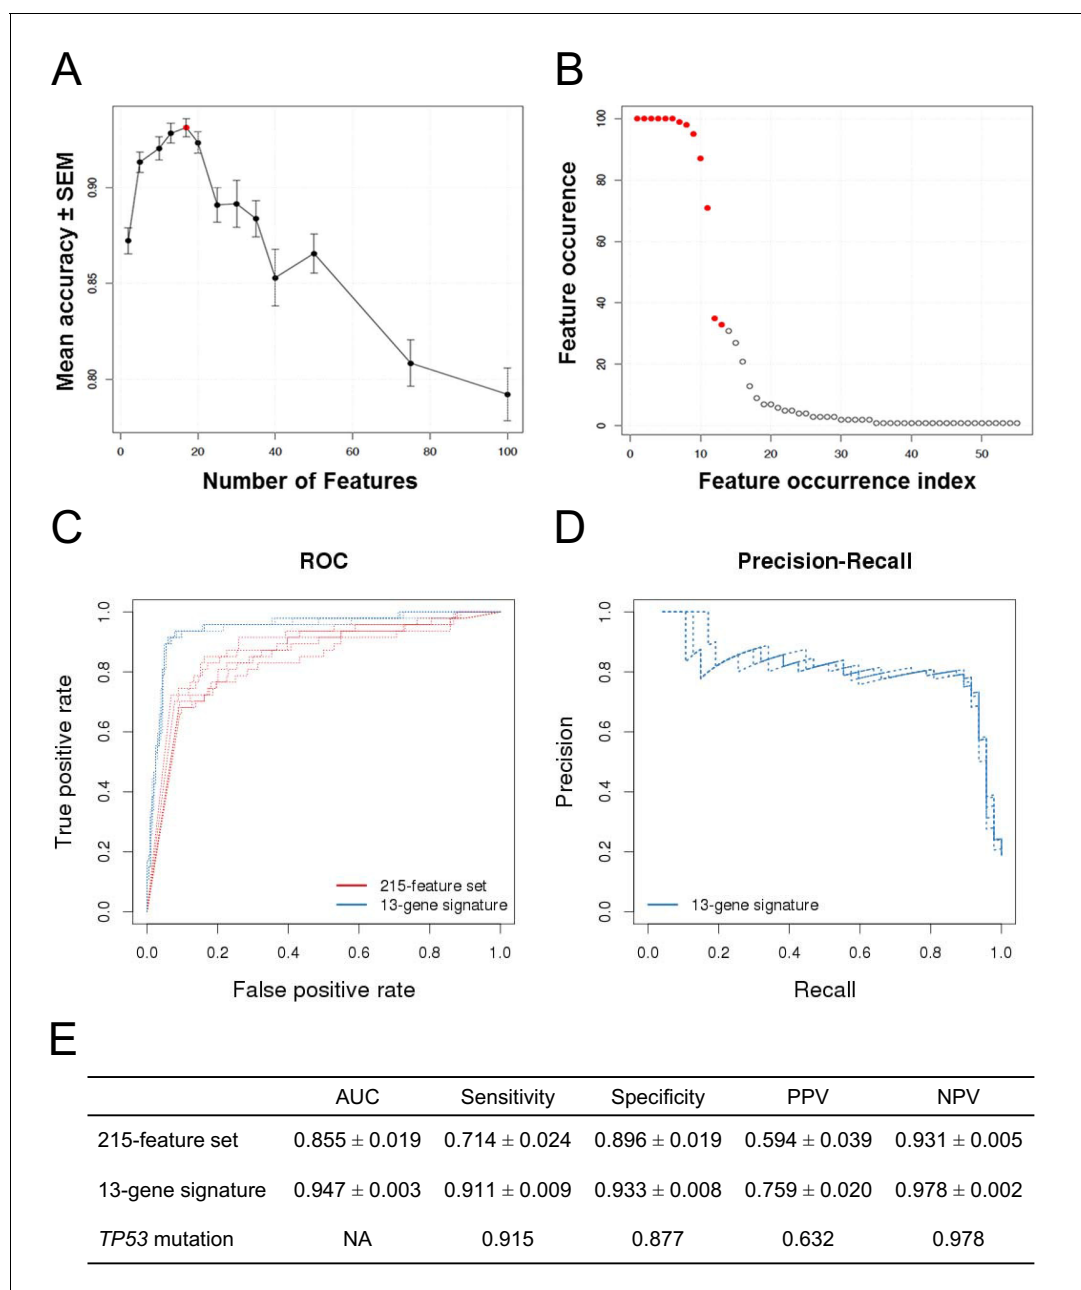 A
Mean accuracy ± SEM
0.90
0.85
0.80
0 20 40 60 80 100
Number of Features
B
Feature occurence
100
80
60
40
20
0
0 10 20 30 40 50
Feature occurrence index
C
ROC
True positive rate
1.0
0.8
0.6
0.4
0.2
0.0
215-feature set
13-gene signature
0.0 0.2 0.4 0.6 0.8 1.0
False positive rate
D
Precision-Recall
Precision
1.0
0.8
0.6
0.4
0.2
0.0
13-gene signature
0.0 0.2 0.4 0.6 0.8 1.0
Recall
E
AUC Sensitivity Specificity PPV NPV
215-feature set 0.855 ± 0.019 0.714 ± 0.024 0.896 ± 0.019 0.594 ± 0.039 0.931 ± 0.005
13-gene signature 0.947 ± 0.003 0.911 ± 0.009 0.933 ± 0.008 0.759 ± 0.020 0.978 ± 0.002
TP53 mutation NA 0.915 0.877 0.632 0.978